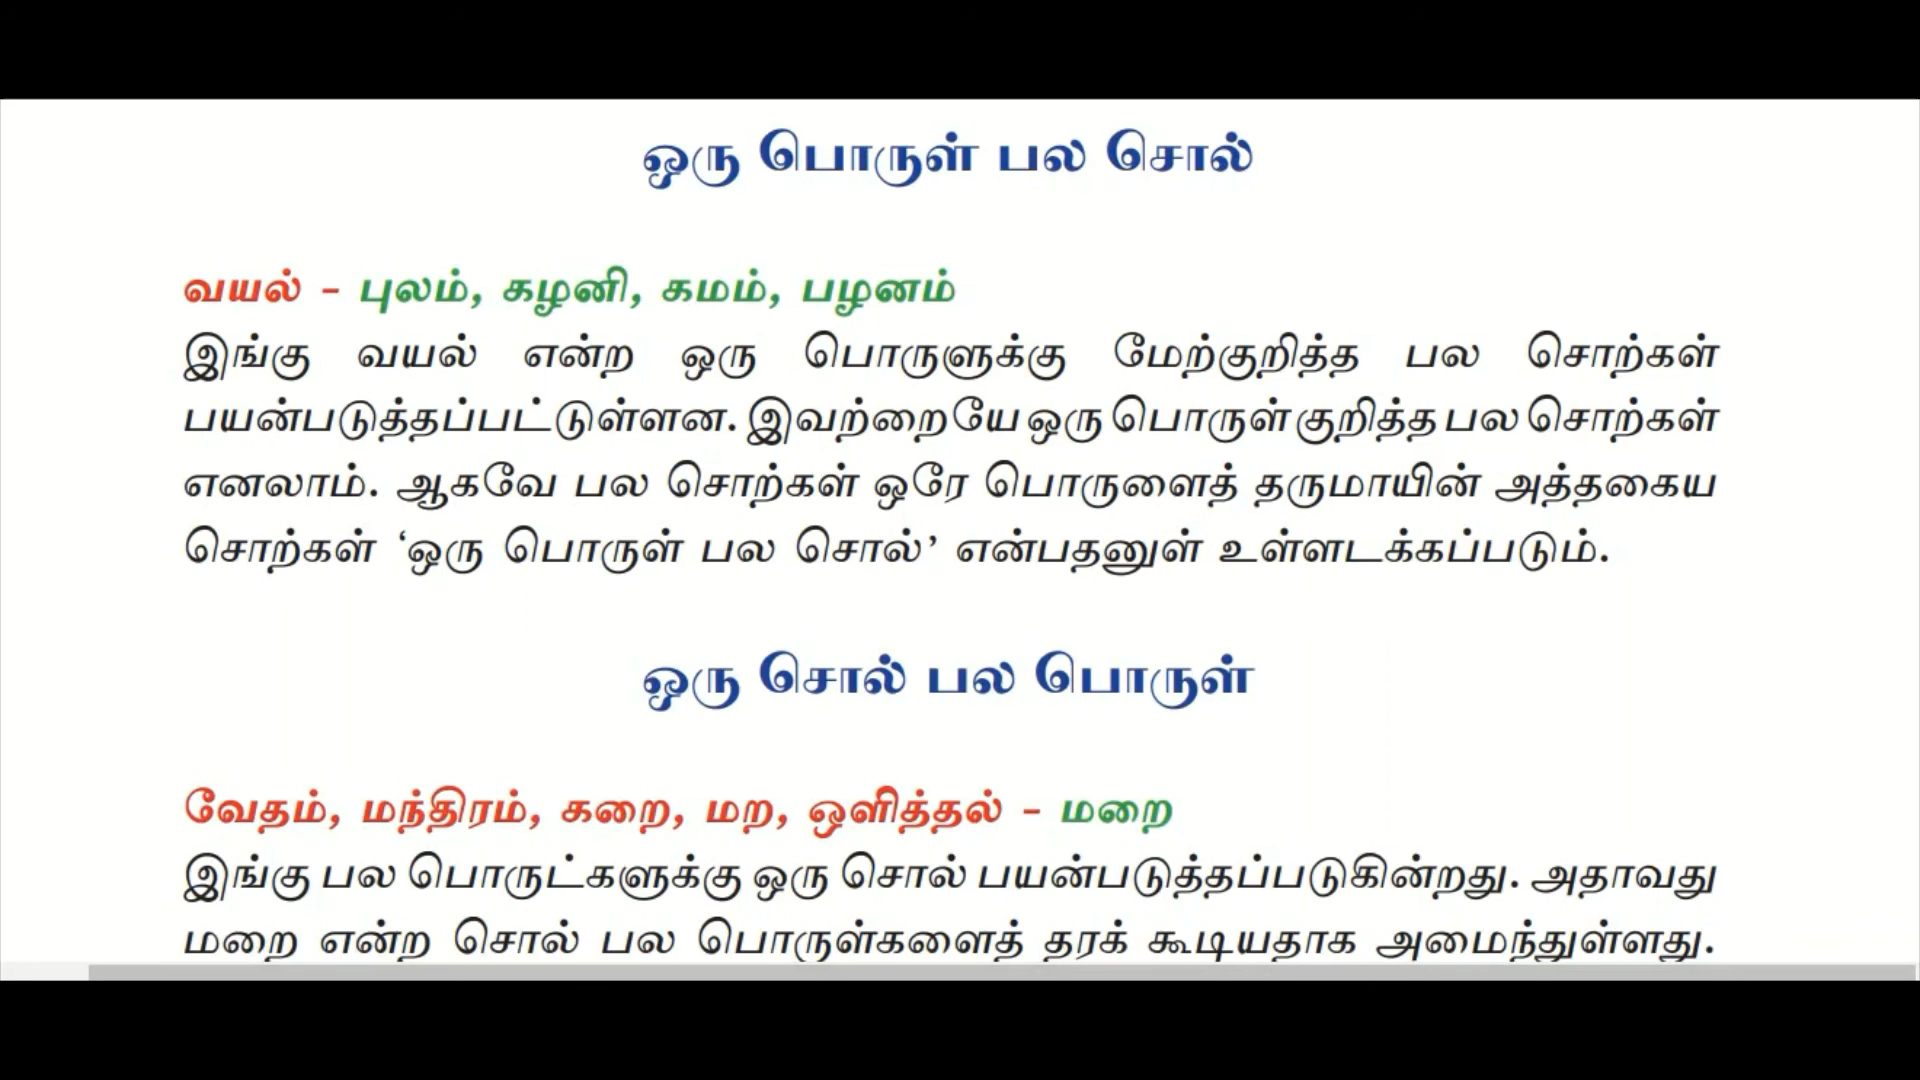 ஒரு பொருள் பல சொல்
வயல் - புலம், கழனி, கமம், பழனம்
இங்கு வயல் என்ற ஒரு பொருளுக்கு மேற்குறித்த பல சொற்கள்
பயன்படுத்தப்பட்டுள்ளன. இவற்றையே ஒரு பொருள் குறித்த பல சொற்கள்
எனலாம். ஆகவே பல சொற்கள் ஒரே பொருளைத் தருமாயின் அத்தகைய
சொற்கள் ‘ஒரு பொருள் பல சொல்’ என்பதனுள் உள்ளடக்கப்படும்.
ஒரு சொல் பல பொருள்
வேதம், மந்திரம், கறை, மற, ஒளித்தல் - மறை
இங்கு பல பொருட்களுக்கு ஒரு சொல் பயன்படுத்தப்படுகின்றது. அதாவது
மறை என்ற சொல் பல பொருள்களைத் தரக் கூடியதாக அமைந்துள்ளது.